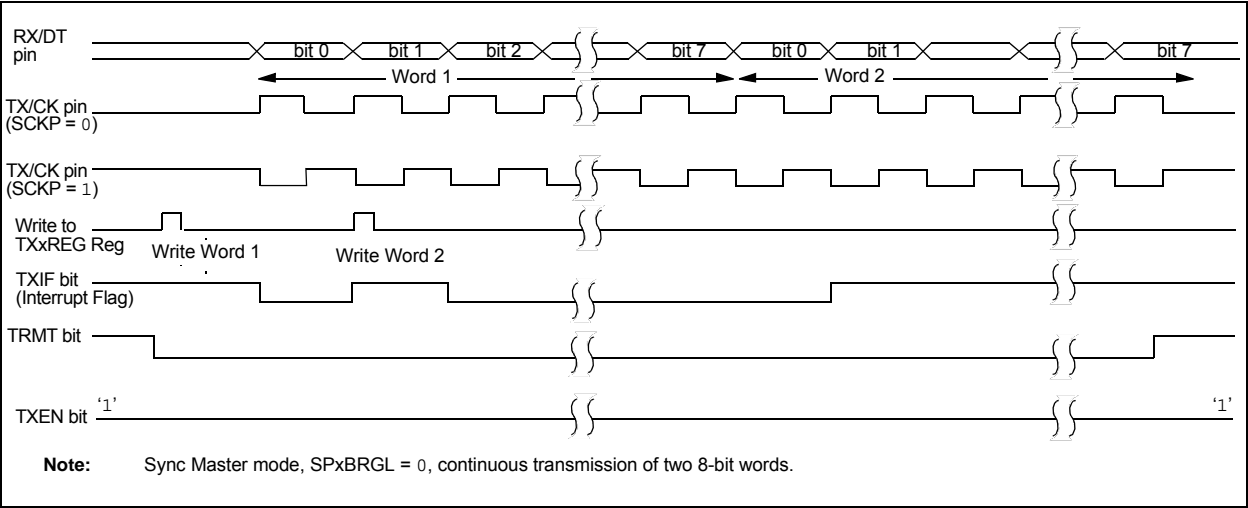 RX/DT
pin
bit 0 bit 1 bit 2 bit 7 bit 0 bit 1 bit 7
Word 1 Word 2
TX/CK pin
(SCKP = 0)
TX/CK pin
(SCKP = 1)
Write to
TXxREG Reg
Write Word 1 Write Word 2
TXIF bit
(Interrupt Flag)
TRMT bit
TXEN bit ‘1’ ‘1’
Note: Sync Master mode, SPxBRGL = 0, continuous transmission of two 8-bit words.